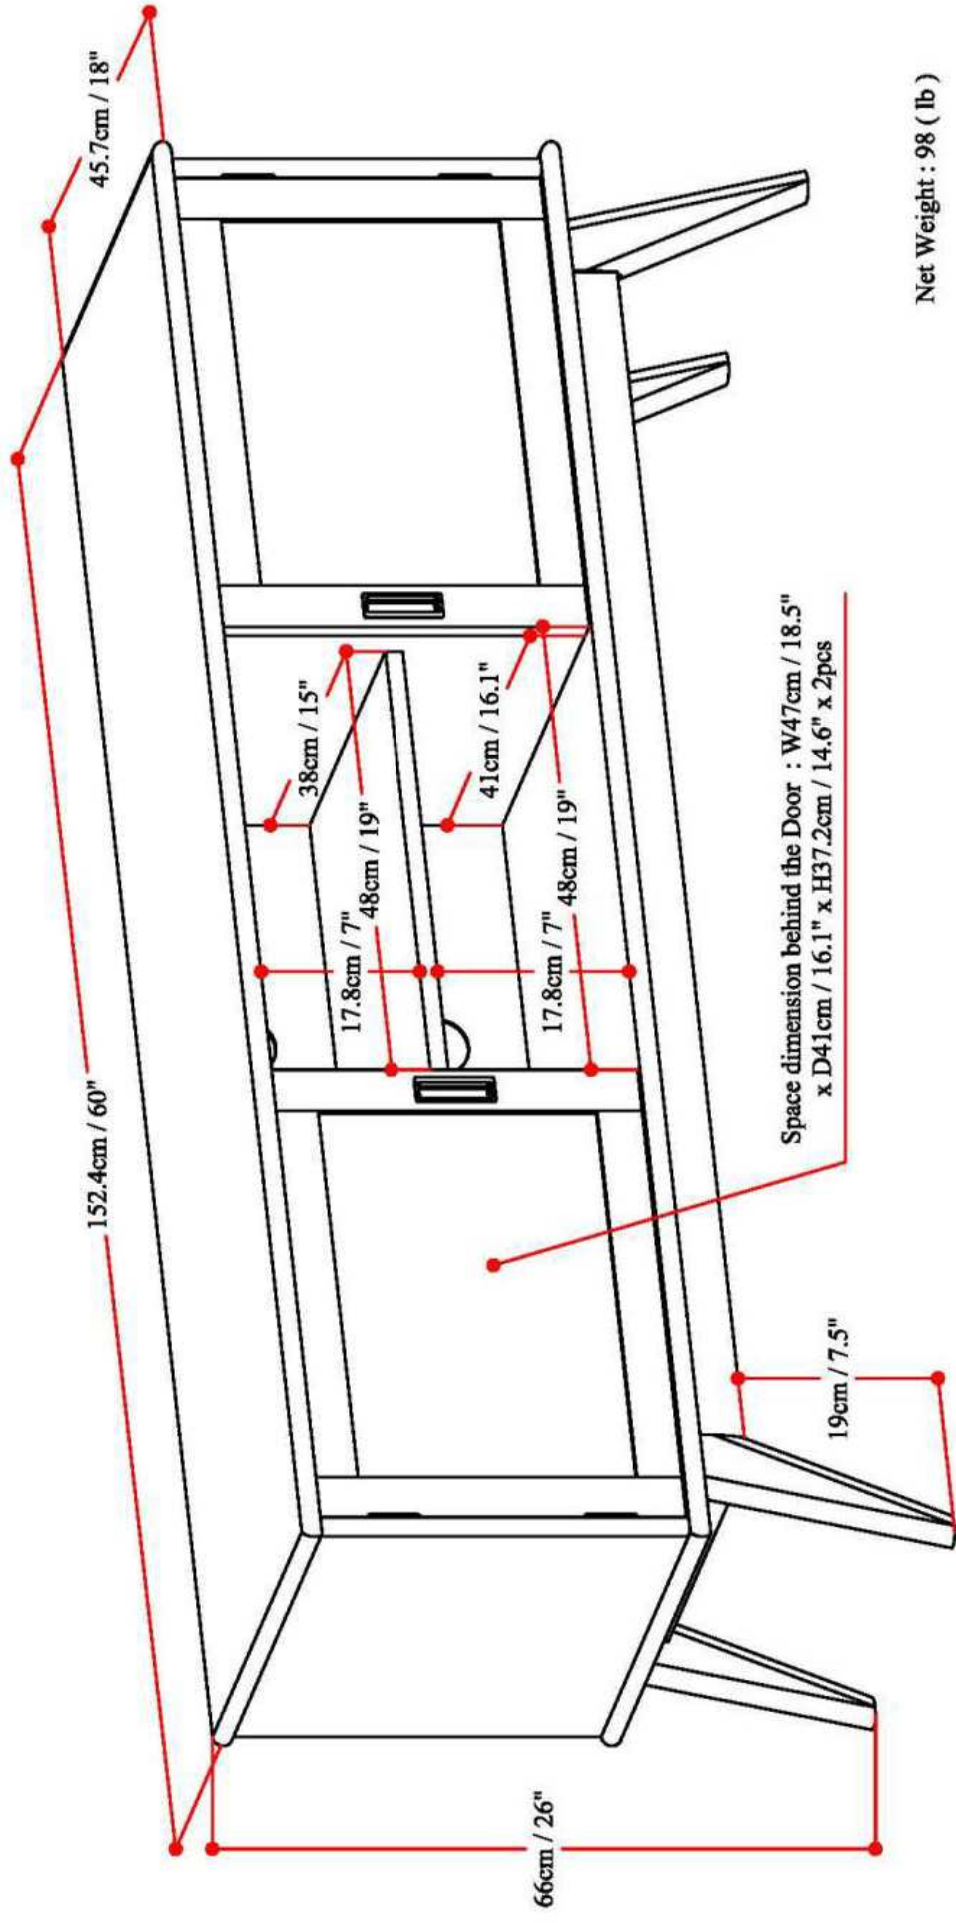 45.7cm / 18"
152.4cm / 60"
38cm / 15"
48cm / 19"
17.8cm / 7"
41cm / 16.1"
48cm / 19"
17.8cm / 7"
66cm / 26"
19cm / 7.5"
Space dimension behind the Door : W47cm / 18.5"
x D41cm / 16.1" x H37.2cm / 14.6" x 2pcs
Net Weight : 98 ( lb )